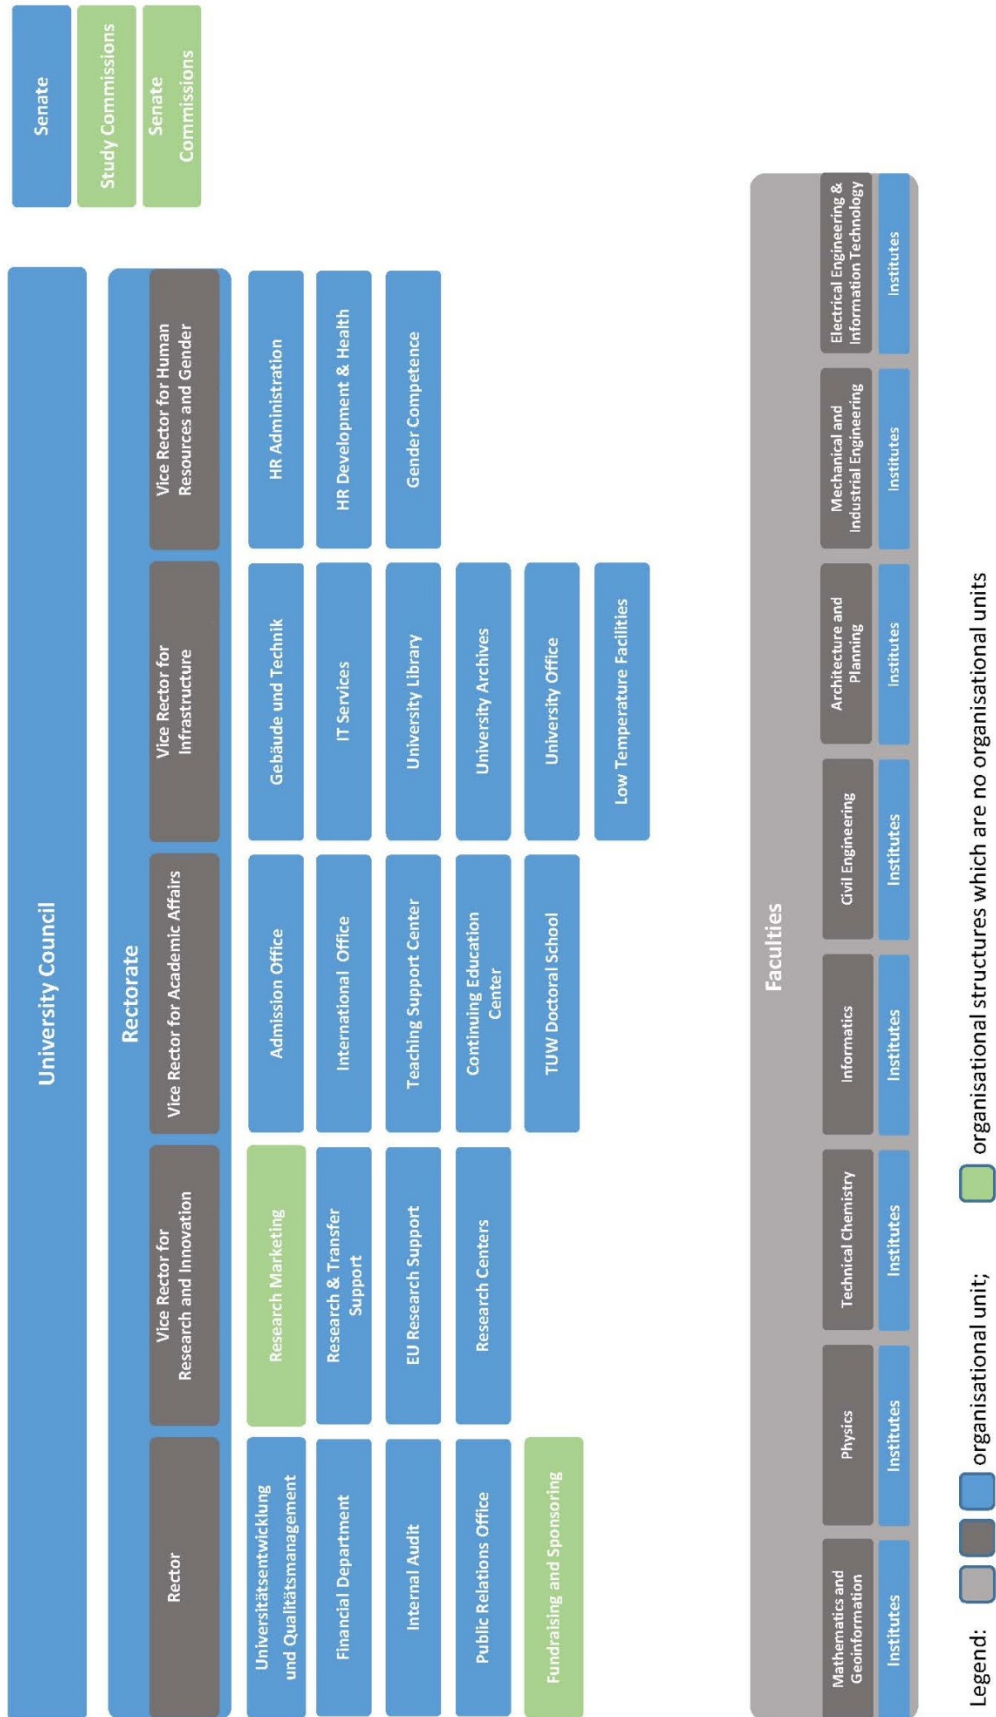 University Council
Senate
Study Commissions
Senate
Commissions
Rectorate
Rector
Vice Rector for
Research and Innovation
Vice Rector for Academic Affairs
Vice Rector for
Infrastructure
Vice Rector for Human
Resources and Gender
Universitätsentwicklung
und Qualitätsmanagement
Financial Department
Internal Audit
Public Relations Office
Fundraising and Sponsoring
Research Marketing
Research & Transfer
Support
EU Research Support
Research Centers
Admission Office
International Office
Teaching Support Center
Continuing Education
Center
TUW Doctoral School
Gebäude und Technik
IT Services
University Library
University Archives
University Office
Low Temperature Facilities
HR Administration
HR Development & Health
Gender Competence
Faculties
Mathematics and
Geoinformation
Institutes
Physics
Institutes
Technical Chemistry
Institutes
Informatics
Institutes
Civil Engineering
Institutes
Architecture and
Planning
Institutes
Mechanical and
Industrial Engineering
Institutes
Electrical Engineering &
Information Technology
Institutes
Legend: organisational unit; organisational structures which are no organisational units